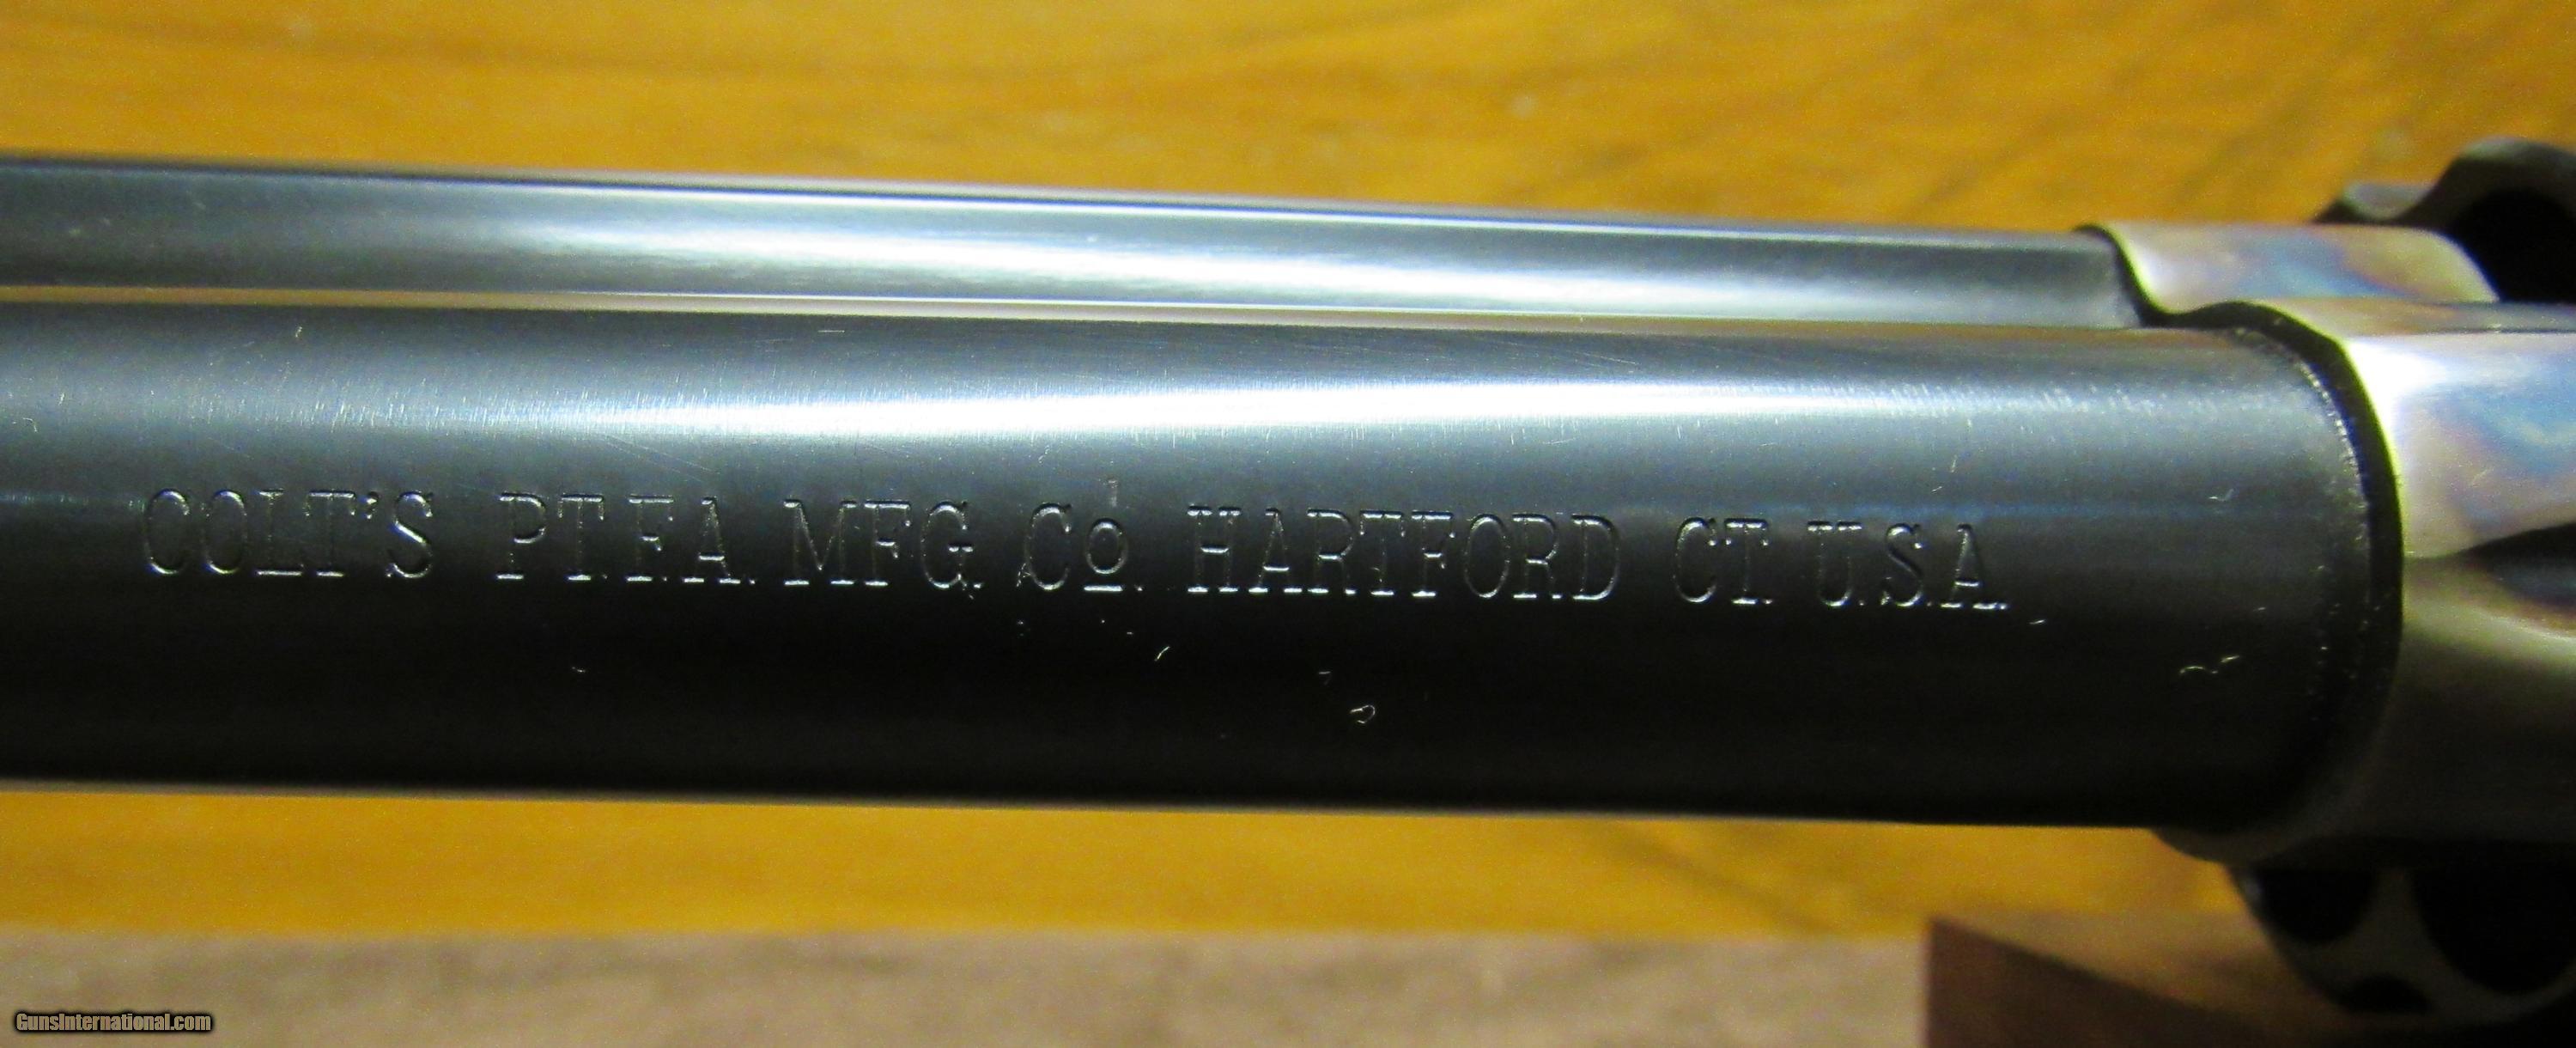 COLT'S PT.F.A. MFG. Co. HARTFORD CT. U.S.A.
GunsInternational.com